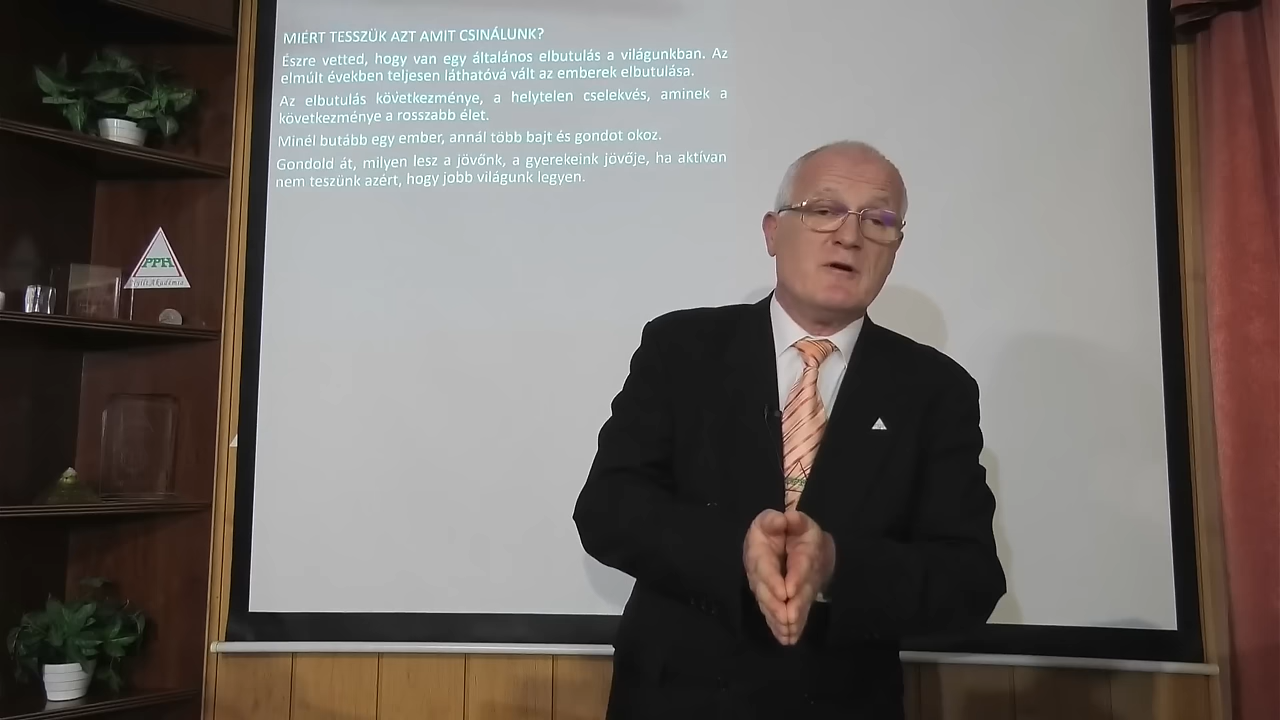 MIÉRT TESSZÜK AZT AMIT CSINÁLUNK?
Észre vetted, hogy van egy általános elbutulás a világunkban. Az
elmúlt években teljesen láthatóvá vált az emberek elbutulása.
Az elbutulás következménye, a helytelen cselekvés, aminek a
következménye a rosszabb élet.
Minél butább egy ember, annál több bajt és gondot okoz.
Gondold át, milyen lesz a jövőnk, a gyerekeink jövője, ha aktívan
nem teszünk azért, hogy jobb világunk legyen.
PPH
Nyílt Akadémia
PPH